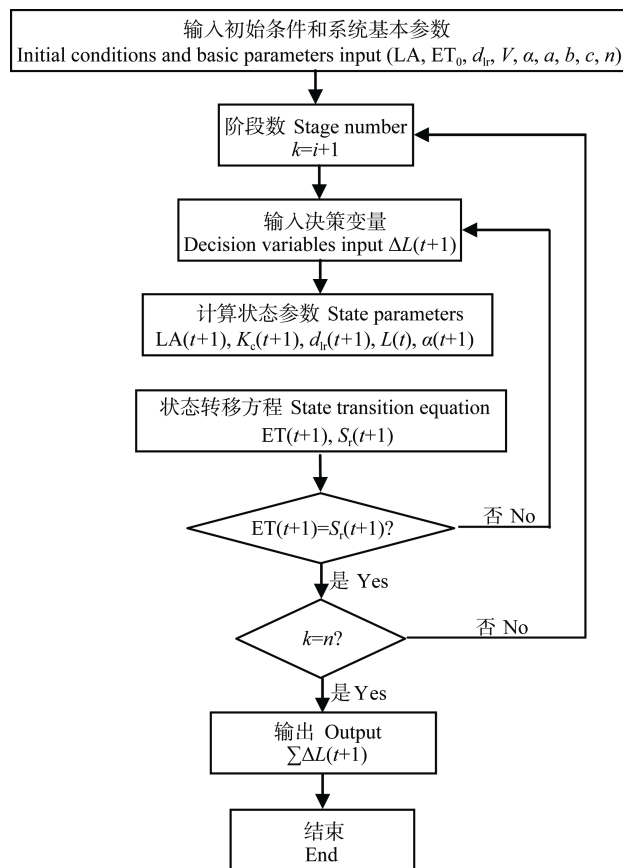 输入初始条件和系统基本参数
Initial conditions and basic parameters input (LA, ET₀, dₗᵣ, V, α, a, b, c, n)
阶段数 Stage number
k=i+1
输入决策变量
Decision variables input ΔL(t+1)
计算状态参数 State parameters
LA(t+1), K_c(t+1), dₗᵣ(t+1), L(t), α(t+1)
状态转移方程 State transition equation
ET(t+1), Sᵣ(t+1)
ET(t+1)=Sᵣ(t+1)?
否 No
是 Yes
k=n?
否 No
是Yes
输出 Output
∑ΔL(t+1)
结束
End